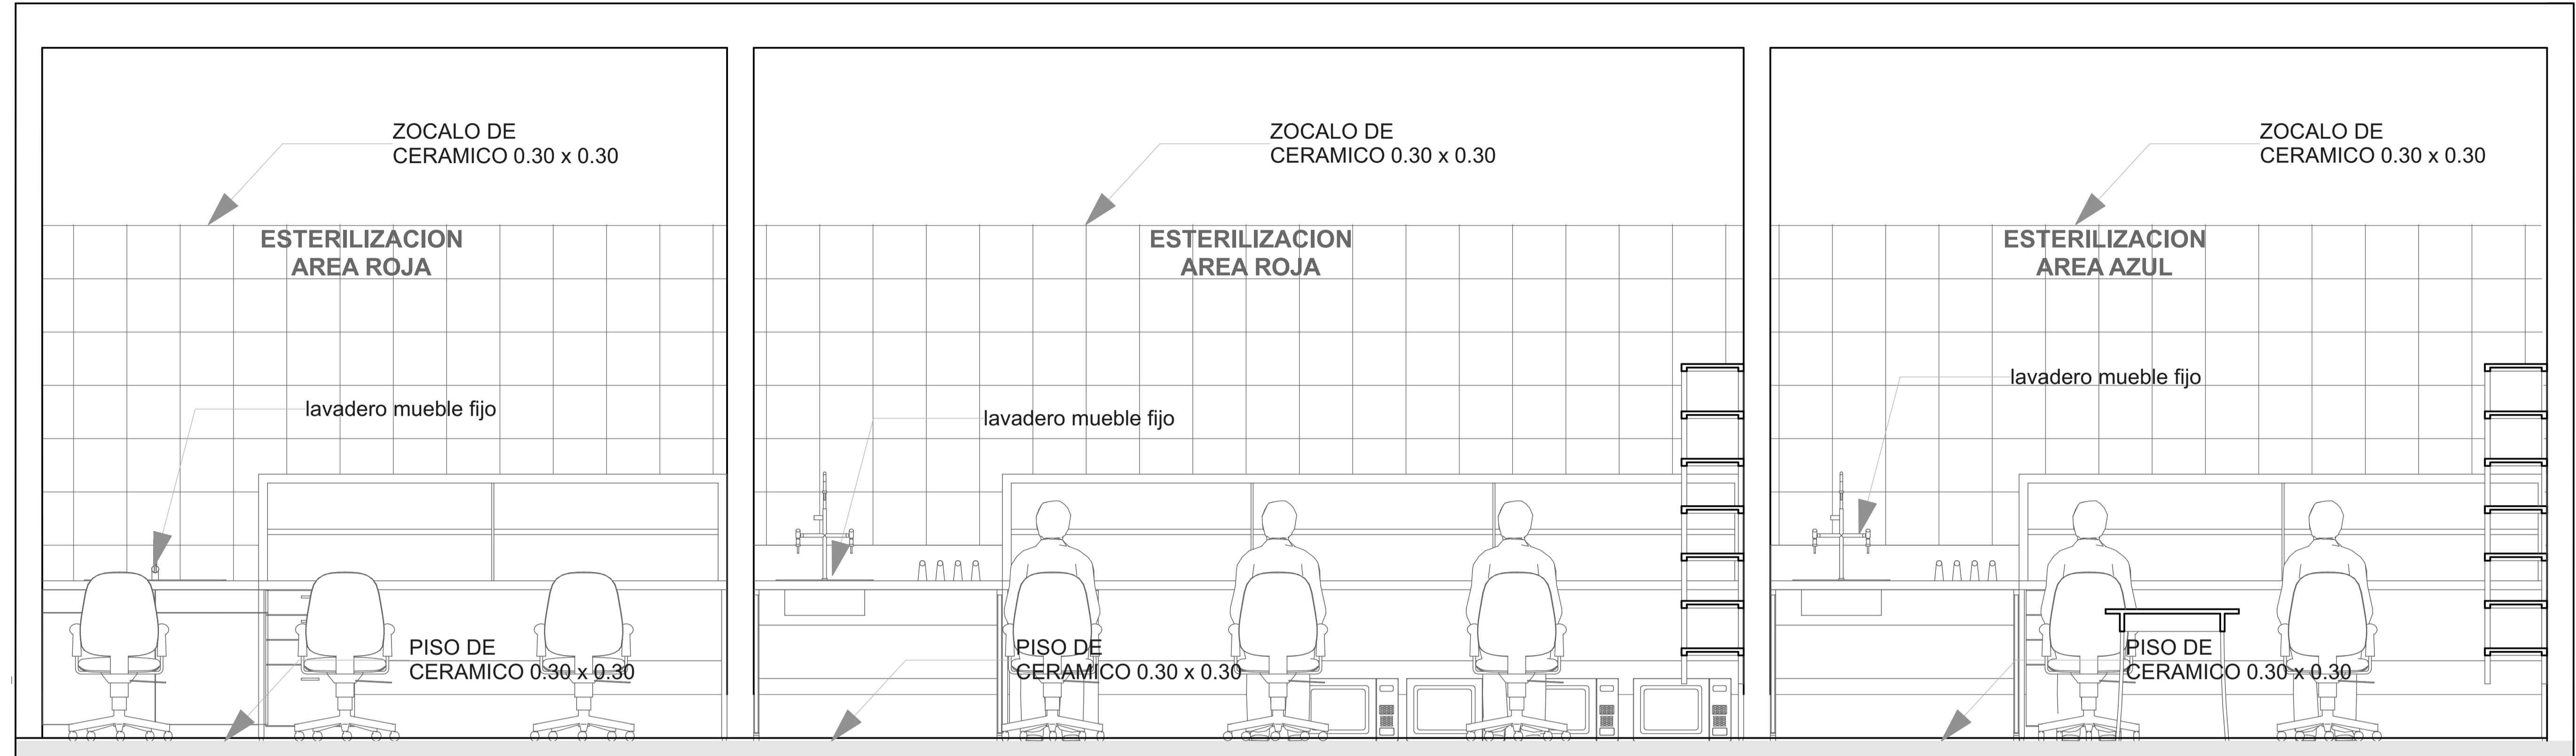 ZOCALO DE
CERAMICO 0.30 x 0.30
ESTERILIZACION
AREA ROJA
lavadero mueble fijo
PISO DE
CERAMICO 0.30 x 0.30
ZOCALO DE
CERAMICO 0.30 x 0.30
ESTERILIZACION
AREA ROJA
lavadero mueble fijo
PISO DE
CERAMICO 0.30 x 0.30
ZOCALO DE
CERAMICO 0.30 x 0.30
ESTERILIZACION
AREA AZUL
lavadero mueble fijo
PISO DE
CERAMICO 0.30 x 0.30